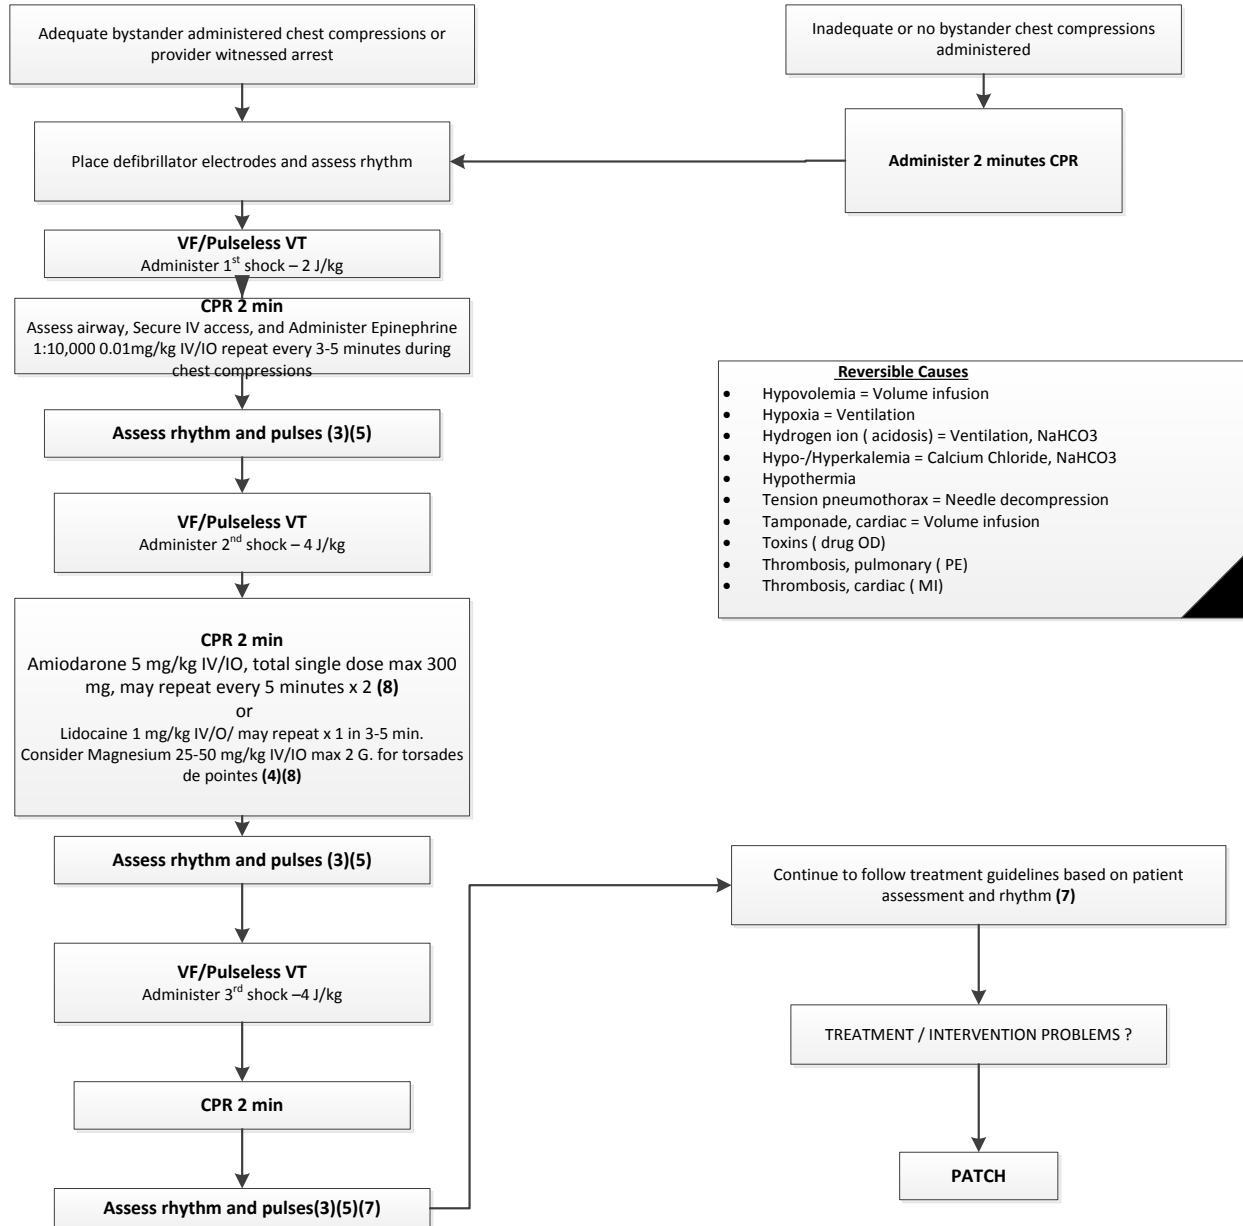 Adequate bystander administered chest compressions or
provider witnessed arrest
Inadequate or no bystander chest compressions
administered
Place defibrillator electrodes and assess rhythm
Administer 2 minutes CPR
VF/Pulseless VT
Administer 1st shock – 2 J/kg
CPR 2 min
Assess airway, Secure IV access, and Administer Epinephrine
1:10,000 0.01mg/kg IV/IO repeat every 3-5 minutes during
chest compressions
Assess rhythm and pulses (3)(5)
VF/Pulseless VT
Administer 2nd shock – 4 J/kg
Reversible Causes
• Hypovolemia = Volume infusion
• Hypoxia = Ventilation
• Hydrogen ion ( acidosis) = Ventilation, NaHCO3
• Hypo-/Hyperkalemia = Calcium Chloride, NaHCO3
• Hypothermia
• Tension pneumothorax = Needle decompression
• Tamponade, cardiac = Volume infusion
• Toxins ( drug OD)
• Thrombosis, pulmonary ( PE)
• Thrombosis, cardiac ( MI)
CPR 2 min
Amiodarone 5 mg/kg IV/IO, total single dose max 300
mg, may repeat every 5 minutes x 2 (8)
or
Lidocaine 1 mg/kg IV/O/ may repeat x 1 in 3-5 min.
Consider Magnesium 25-50 mg/kg IV/IO max 2 G. for torsades
de pointes (4)(8)
Assess rhythm and pulses (3)(5)
VF/Pulseless VT
Administer 3rd shock –4 J/kg
CPR 2 min
Assess rhythm and pulses(3)(5)(7)
Continue to follow treatment guidelines based on patient
assessment and rhythm (7)
TREATMENT / INTERVENTION PROBLEMS ?
PATCH